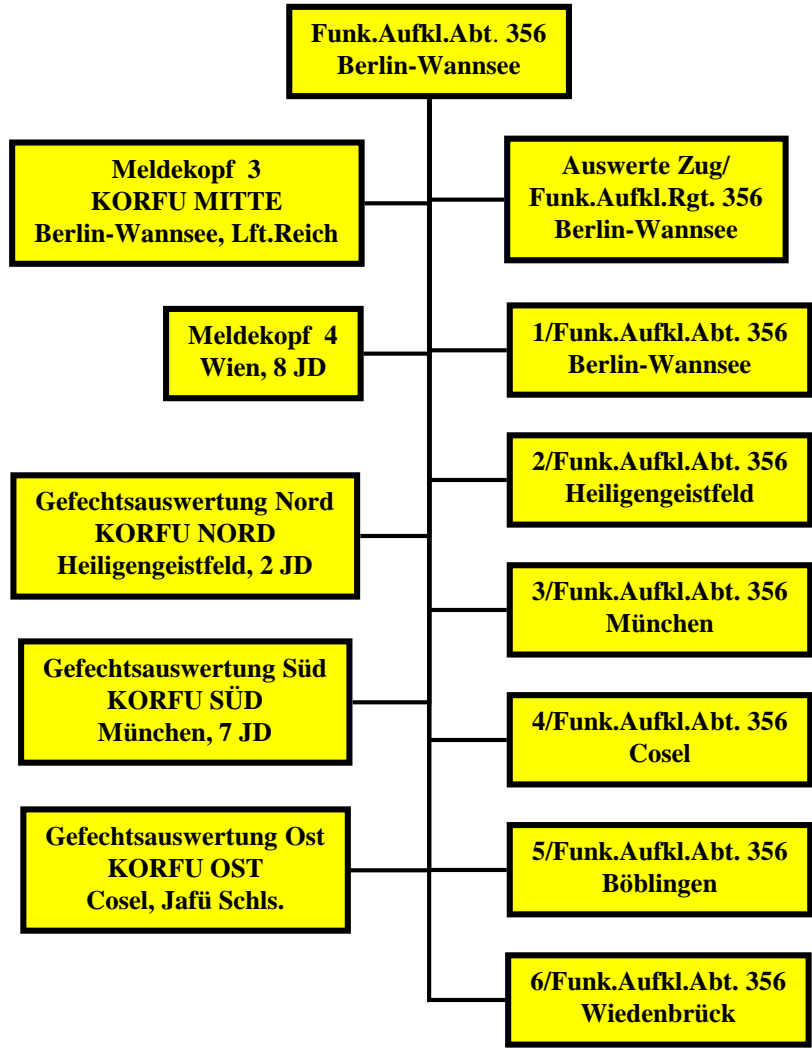 Funk.Aufkl.Abt. 356
Berlin-Wannsee
Meldekopf 3
KORFU MITTE
Berlin-Wannsee, Lft.Reich
Auswerte Zug/
Funk.Aufkl.Rgt. 356
Berlin-Wannsee
Meldekopf 4
Wien, 8 JD
1/Funk.Aufkl.Abt. 356
Berlin-Wannsee
Gefechtsauswertung Nord
KORFU NORD
Heiligengeistfeld, 2 JD
2/Funk.Aufkl.Abt. 356
Heiligengeistfeld
3/Funk.Aufkl.Abt. 356
München
Gefechtsauswertung Süd
KORFU SÜD
München, 7 JD
4/Funk.Aufkl.Abt. 356
Cosel
Gefechtsauswertung Ost
KORFU OST
Cosel, Jafü Schls.
5/Funk.Aufkl.Abt. 356
Böblingen
6/Funk.Aufkl.Abt. 356
Wiedenbrück